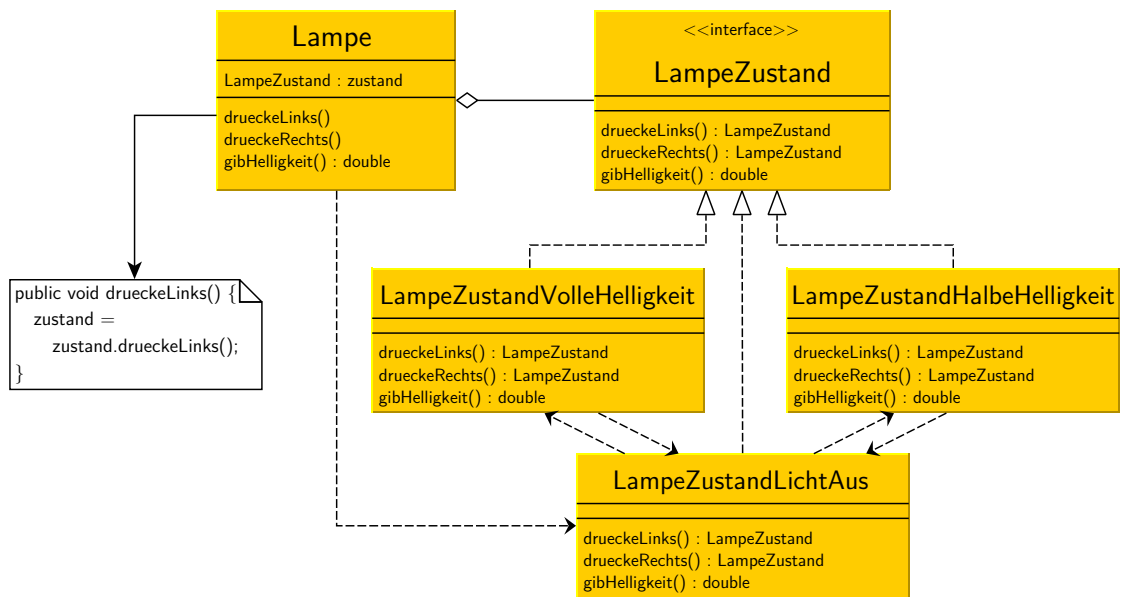 Lampe
LampeZustand : zustand
drueckeLinks()
drueckeRechts()
gibHelligkeit() : double
<<interface>>
LampeZustand
drueckeLinks() : LampeZustand
drueckeRechts() : LampeZustand
gibHelligkeit() : double
public void drueckeLinks() {
zustand =
zustand.drueckeLinks();
}
LampeZustandVolleHelligkeit
drueckeLinks() : LampeZustand
drueckeRechts() : LampeZustand
gibHelligkeit() : double
LampeZustandHalbeHelligkeit
drueckeLinks() : LampeZustand
drueckeRechts() : LampeZustand
gibHelligkeit() : double
LampeZustandLichtAus
drueckeLinks() : LampeZustand
drueckeRechts() : LampeZustand
gibHelligkeit() : double